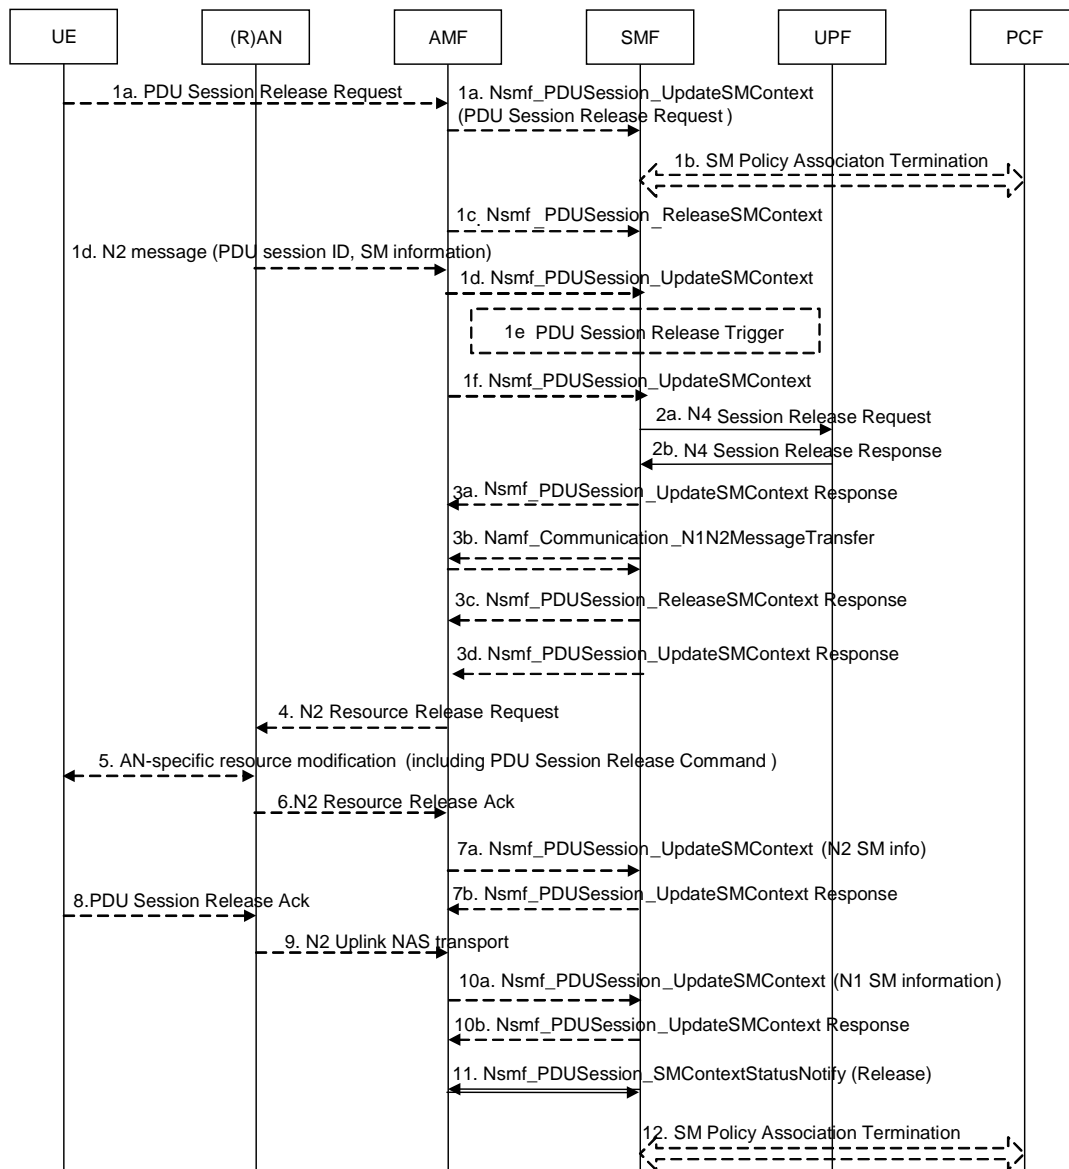 UE (R)AN AMF SMF UPF PCF
1a. PDU Session Release Request
1a. Nsmf_PDUSession_UpdateSMContext
(PDU Session Release Request )
1b. SM Policy Associaton Termination
1c. Nsmf_PDUSession_ReleaseSMContext
1d. N2 message (PDU session ID, SM information)
1d. Nsmf_PDUSession_UpdateSMContext
1e PDU Session Release Trigger
1f. Nsmf_PDUSession_UpdateSMContext
2a. N4 Session Release Request
2b. N4 Session Release Response
3a. Nsmf_PDUSession_UpdateSMContext Response
3b. Namf_Communication_N1N2MessageTransfer
3c. Nsmf_PDUSession_ReleaseSMContext Response
3d. Nsmf_PDUSession_UpdateSMContext Response
4. N2 Resource Release Request
5. AN-specific resource modification (including PDU Session Release Command )
6.N2 Resource Release Ack
7a. Nsmf_PDUSession_UpdateSMContext (N2 SM info)
8.PDU Session Release Ack
7b. Nsmf_PDUSession_UpdateSMContext Response
9. N2 Uplink NAS transport
10a. Nsmf_PDUSession_UpdateSMContext (N1 SM information)
10b. Nsmf_PDUSession_UpdateSMContext Response
11. Nsmf_PDUSession_SMContextStatusNotify (Release)
12. SM Policy Association Termination